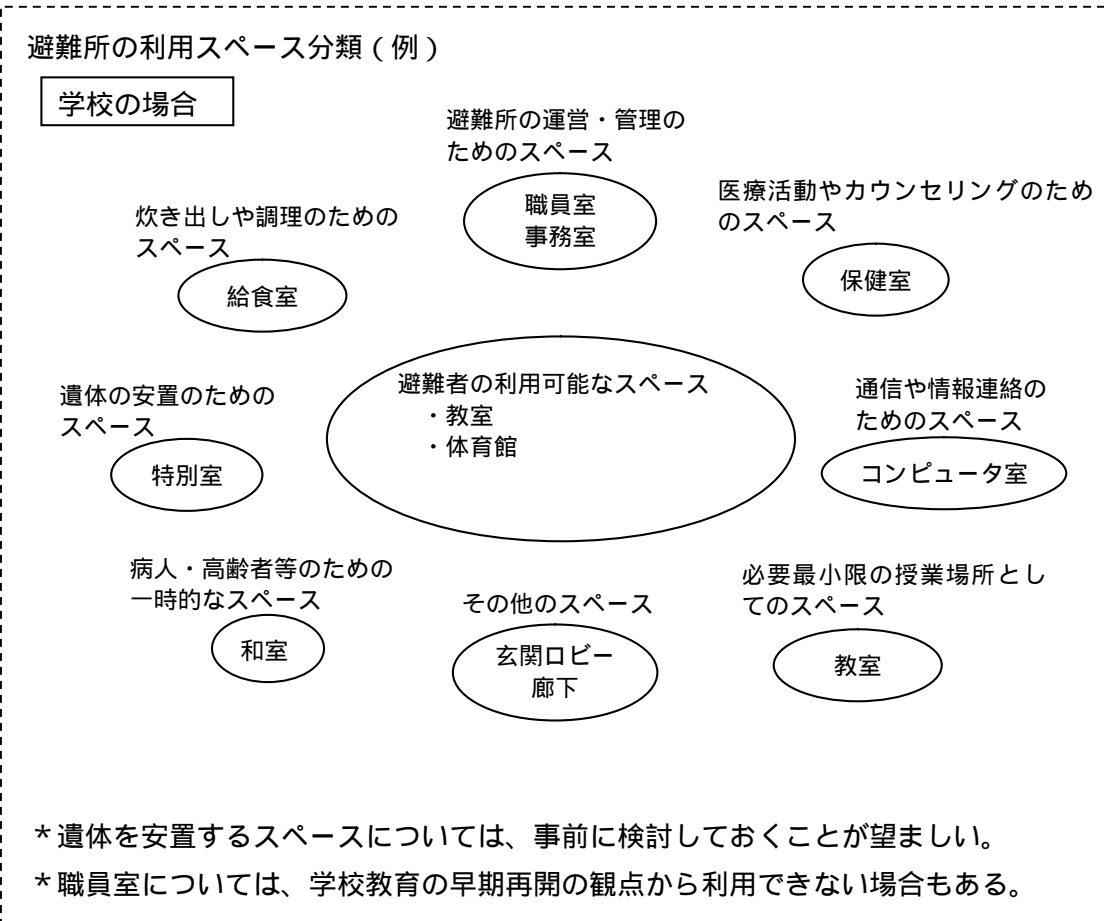 避難所の利用スペース分類（例）
学校の場合
避難所の運営・管理の
ためのスペース
職員室
事務室
医療活動やカウンセリングのため
のスペース
保健室
炊き出しや調理のための
スペース
給食室
避難者の利用可能なスペース
・教室
・体育館
遺体の安置のための
スペース
特別室
通信や情報連絡の
ためのスペース
コンピュータ室
病人・高齢者等のための
一時的なスペース
和室
その他のスペース
玄関ロビー
廊下
必要最小限の授業場所とし
てのスペース
教室
＊遺体を安置するスペースについては、事前に検討しておくことが望ましい。
＊職員室については、学校教育の早期再開の観点から利用できない場合もある。